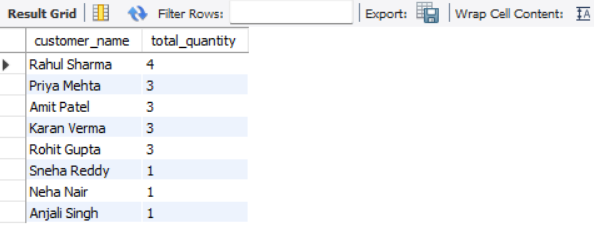 Result Grid Filter Rows: Export: Wrap Cell Content:
customer_name total_quantity
Rahul Sharma 4
Priya Mehta 3
Amit Patel 3
Karan Verma 3
Rohit Gupta 3
Sneha Reddy 1
Neha Nair 1
Anjali Singh 1